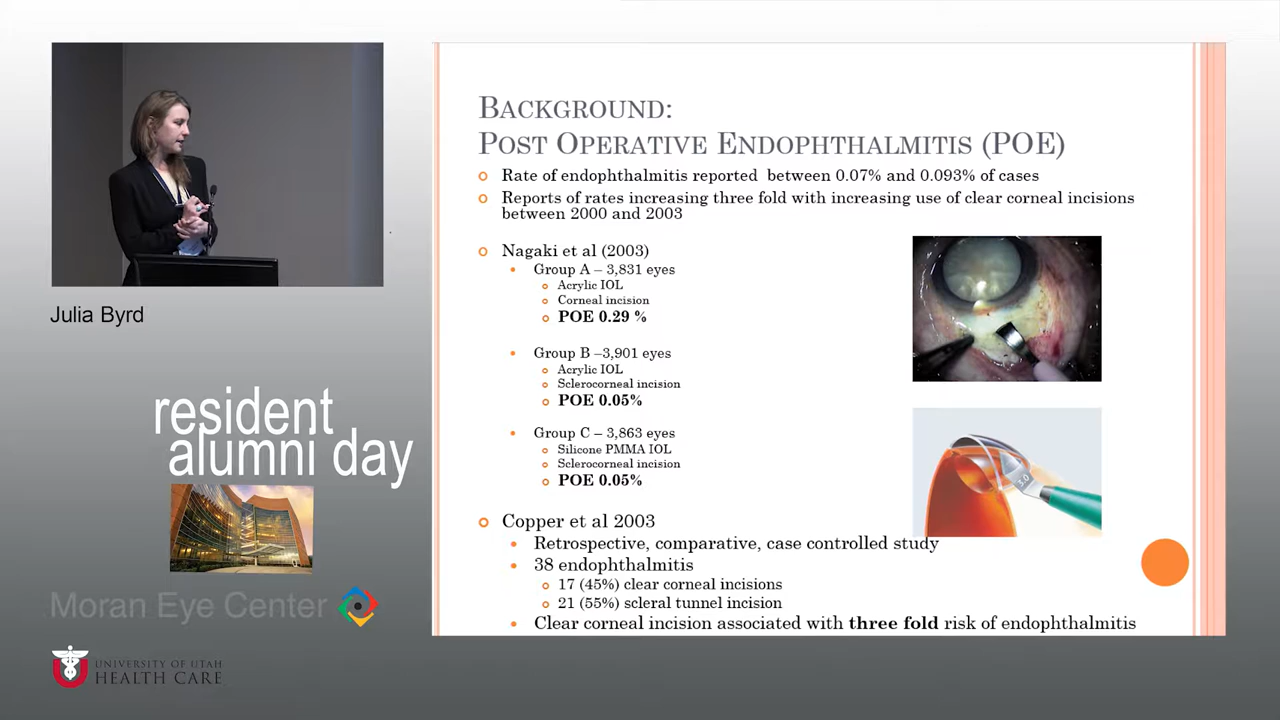 BACKGROUND:
POST OPERATIVE ENDOPHTHALMITIS (POE)
Rate of endophthalmitis reported between 0.07% and 0.093% of cases
Reports of rates increasing three fold with increasing use of clear corneal incisions
between 2000 and 2003
Nagaki et al (2003)
Group A – 3,831 eyes
Acrylic IOL
Corneal incision
POE 0.29 %
Group B –3,901 eyes
Acrylic IOL
Sclerocorneal incision
POE 0.05%
Group C – 3,863 eyes
Silicone PMMA IOL
Sclerocorneal incision
POE 0.05%
Copper et al 2003
Retrospective, comparative, case controlled study
38 endophthalmitis
17 (45%) clear corneal incisions
21 (55%) scleral tunnel incision
Clear corneal incision associated with three fold risk of endophthalmitis
3.0
Julia Byrd
resident
alumni day
Moran Eye Center
UNIVERSITY OF UTAH
HEALTH CARE